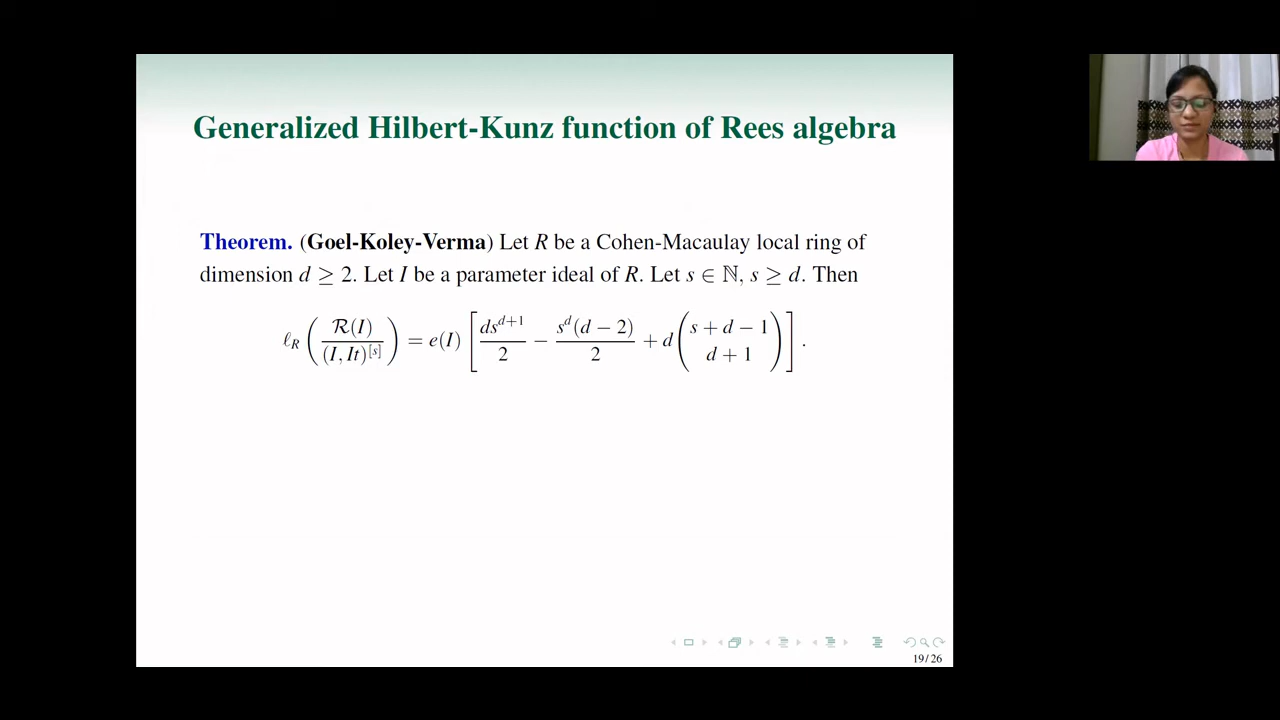 Generalized Hilbert-Kunz function of Rees algebra
Theorem. (Goel-Koley-Verma) Let R be a Cohen-Macaulay local ring of
dimension d ≥ 2. Let I be a parameter ideal of R. Let s ∈ ℕ, s ≥ d. Then
ℓ_R ( 𝓡(I) / (I, It)^{[s]} ) = e(I) [ ds^{d+1} / 2 − s^d(d − 2) / 2 + d ( s + d − 1 \choose d + 1 ) ] .
19/26